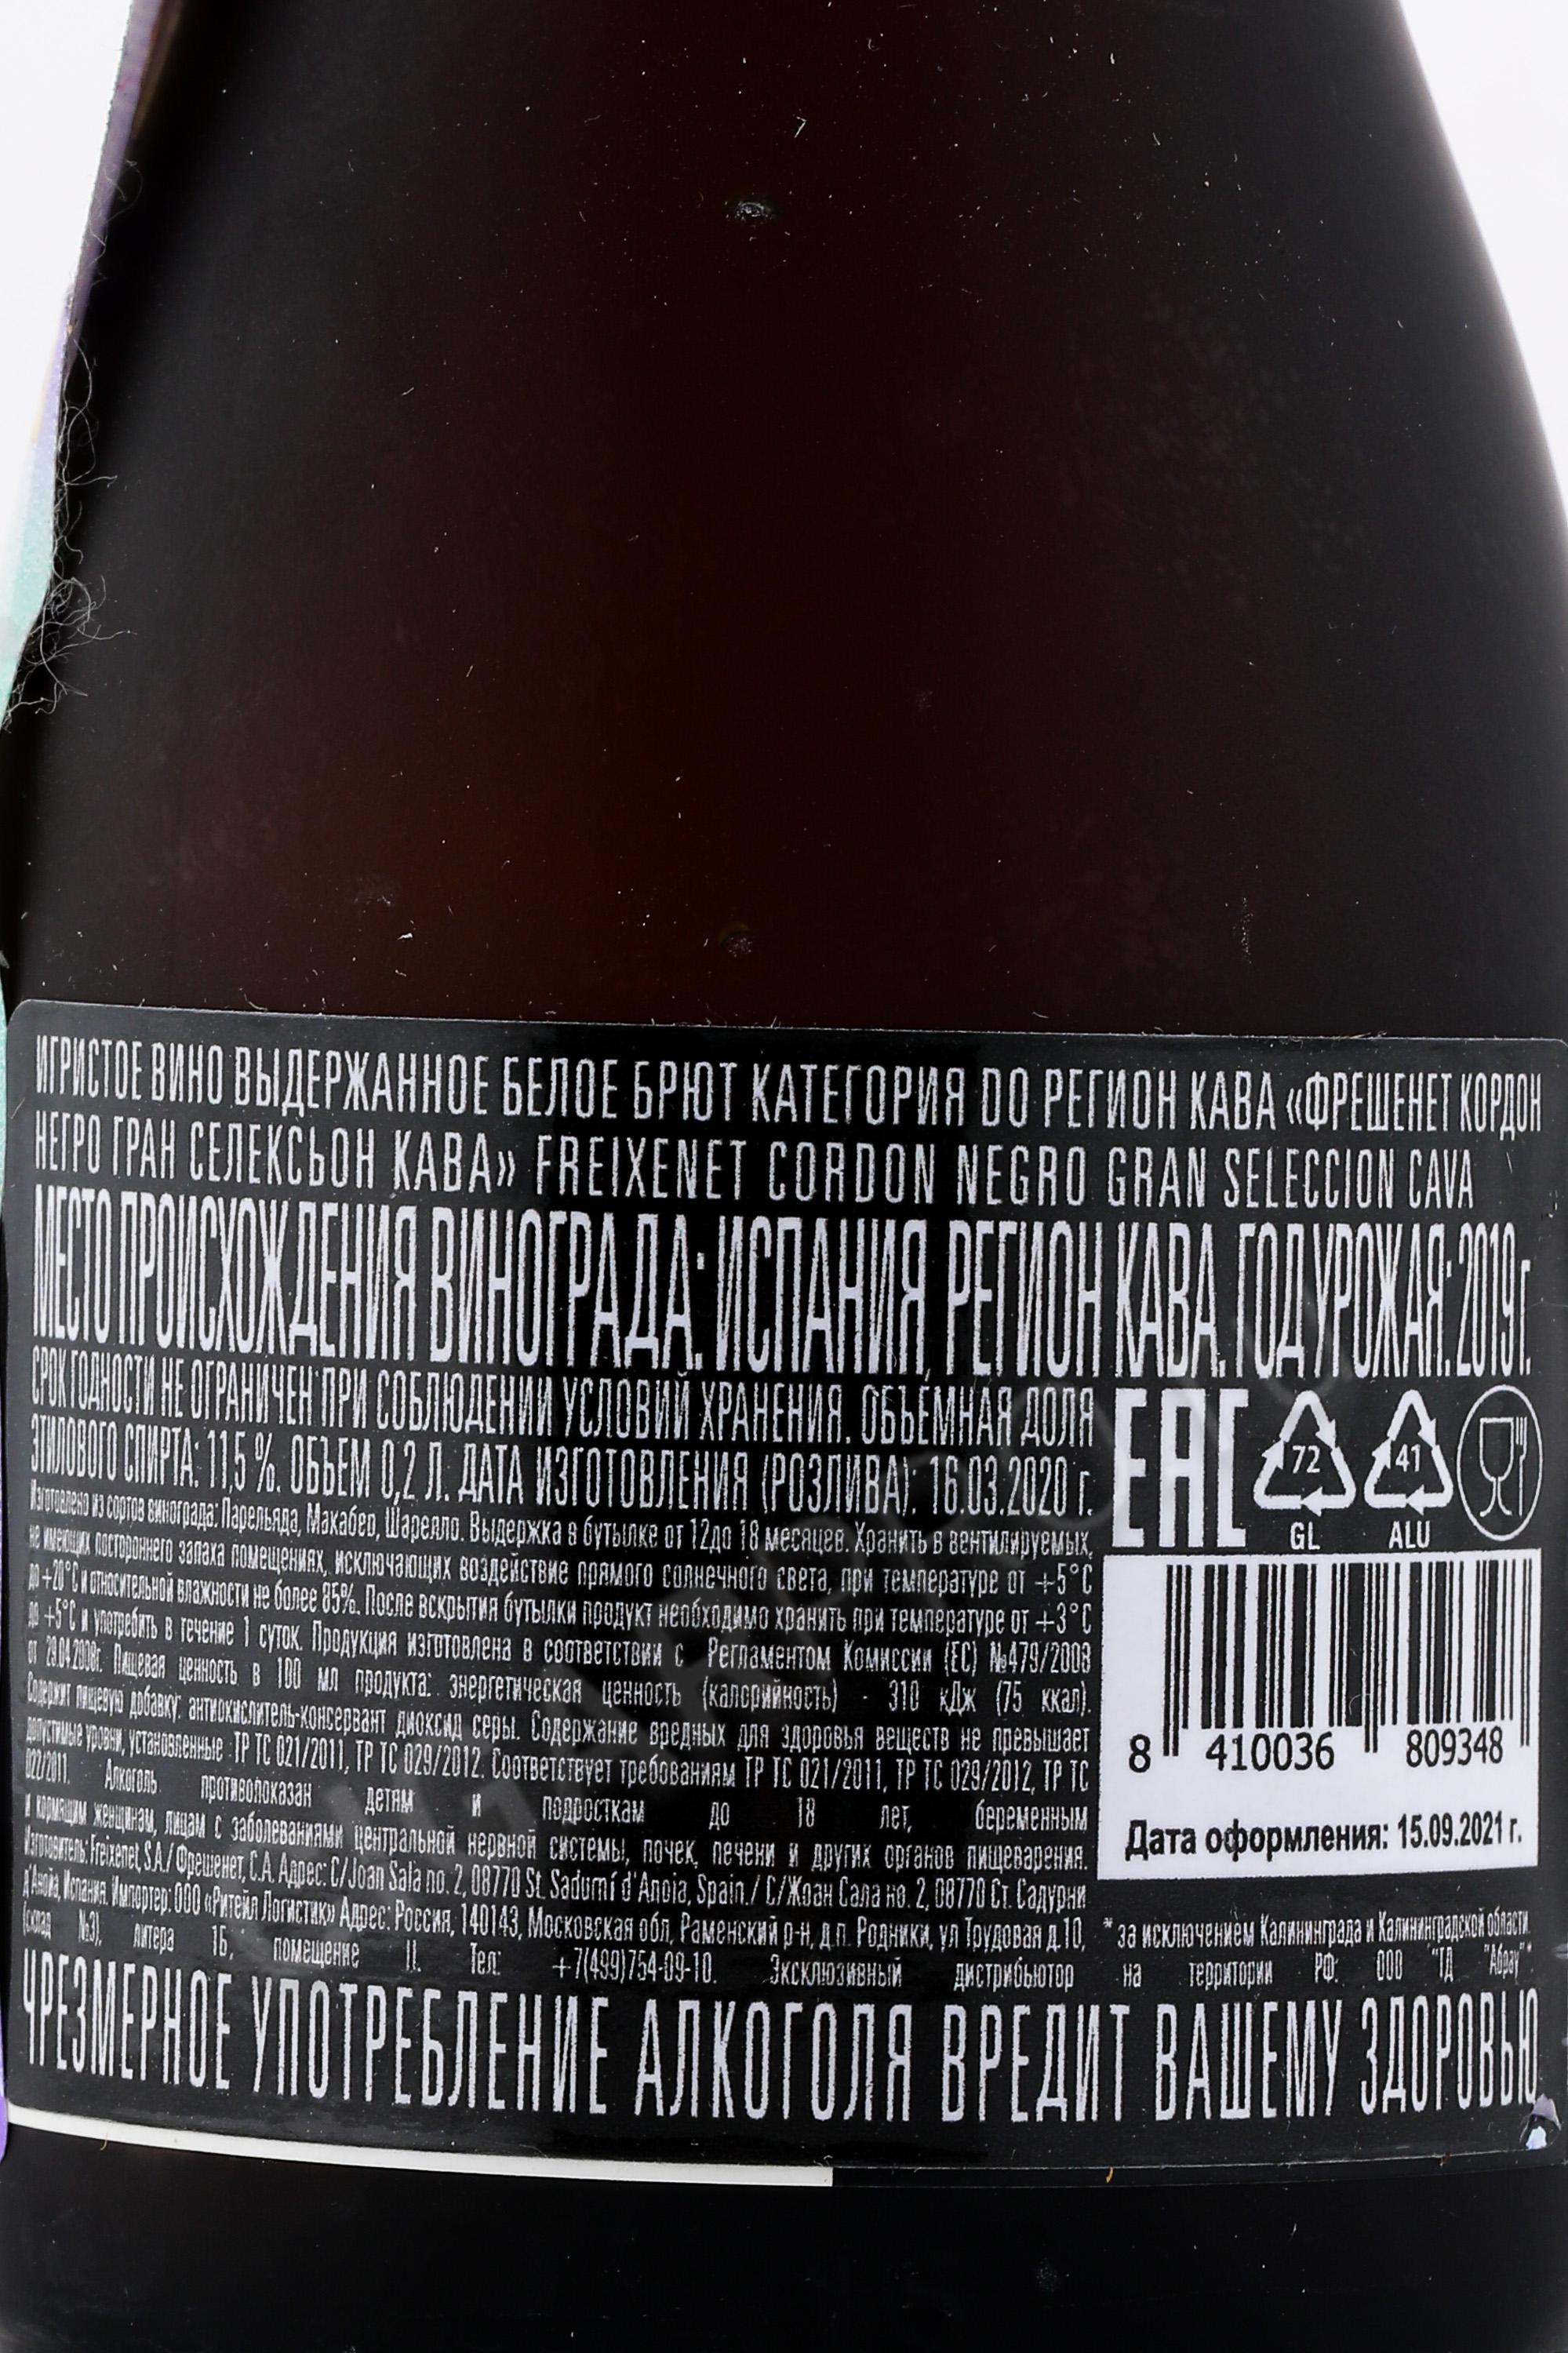 ИГРИСТОЕ ВИНО ВЫДЕРЖАННОЕ БЕЛОЕ БРЮТ КАТЕГОРИЯ DO РЕГИОН КАВА «ФРЕШЕНЕТ КОРДОН
НЕГРО ГРАН СЕЛЕКСЬОН КАВА» FREIXENET CORDON NEGRO GRAN SELECCION CAVA
МЕСТО ПРОИСХОЖДЕНИЯ ВИНОГРАДА: ИСПАНИЯ, РЕГИОН КАВА. ГОД УРОЖАЯ: 2019 г.
СРОК ГОДНОСТИ НЕ ОГРАНИЧЕН ПРИ СОБЛЮДЕНИИ УСЛОВИЙ ХРАНЕНИЯ. ОБЪЁМНАЯ ДОЛЯ
ЭТИЛОВОГО СПИРТА: 11,5 %. ОБЪЕМ 0,2 Л. ДАТА ИЗГОТОВЛЕНИЯ (РОЗЛИВА): 16.03.2020 г.
Изготовлено из сортов винограда: Парельяда, Макабео, Шарелло. Выдержка в бутылке от 12до 18 месяцев. Хранить в вентилируемых,
не имеющих постороннего запаха помещениях, исключающих воздействие прямого солнечного света, при температуре от +5°С
до +20°С и относительной влажности не более 85%. После вскрытия бутылки продукт необходимо хранить при температуре от +3°С
до +5°С и употребить в течение 1 суток. Продукция изготовлена в соответствии с Регламентом Комиссии (ЕС) №479/2008
от 29.04.2008г. Пищевая ценность в 100 мл продукта: энергетическая ценность (калорийность) - 310 кДж (75 ккал).
Содержит пищевую добавку: антиокислитель-консервант диоксид серы. Содержание вредных для здоровья веществ не превышает
допустимые уровни, установленные ТР ТС 021/2011, ТР ТС 029/2012. Соответствует требованиям ТР ТС 021/2011, ТР ТС 029/2012, ТР ТС
022/2011. Алкоголь противопоказан детям и подросткам до 18 лет, беременным
и кормящим женщинам, лицам с заболеваниями центральной нервной системы, почек, печени и других органов пищеварения.
Изготовитель: Freixenet, S.A./ Фрешенет, С.А. Адрес: C/Joan Sala no. 2, 08770 St. Sadurní d'Anoia, Spain./ С/Жоан Сала но. 2, 08770 Ст. Садурни
д'Анойа, Испания. Импортер: ООО «Ритейл Логистик» Адрес: Россия, 140143, Московская обл, Раменский р-н, д.п. Родники, ул Трудовая д.10,
(склад №3), литера 1Б, помещение II. Тел: +7(499)754-09-10. Эксклюзивный дистрибьютор на территории РФ: ООО "ТД "Абрау"*
ЧРЕЗМЕРНОЕ УПОТРЕБЛЕНИЕ АЛКОГОЛЯ ВРЕДИТ ВАШЕМУ ЗДОРОВЬЮ
EAC
72
GL
41
ALU
8 410036 809348
Дата оформления: 15.09.2021 г.
* за исключением Калининграда и Калининградской области